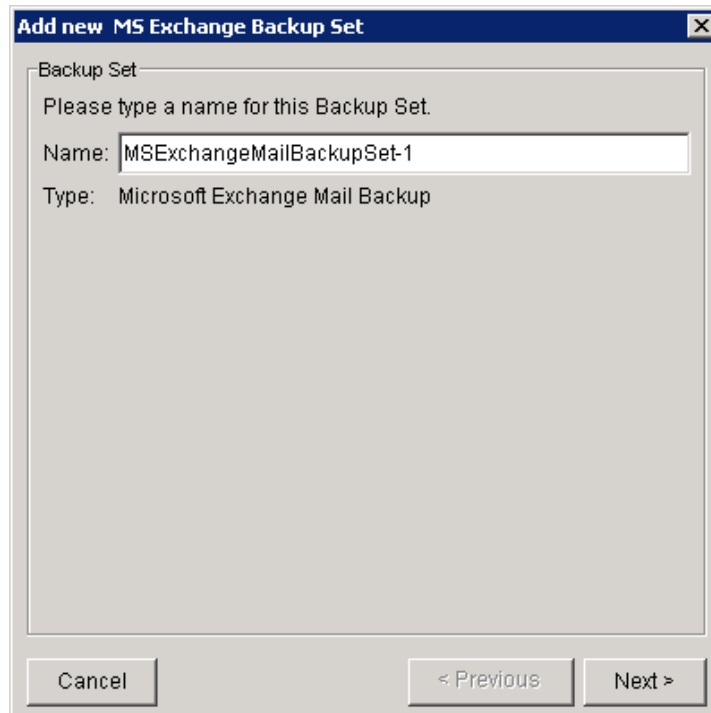 Add new  MS Exchange Backup Set
Backup Set
Please type a name for this Backup Set.
Name: MSExchangeMailBackupSet-1
Type: Microsoft Exchange Mail Backup
Cancel < Previous Next >